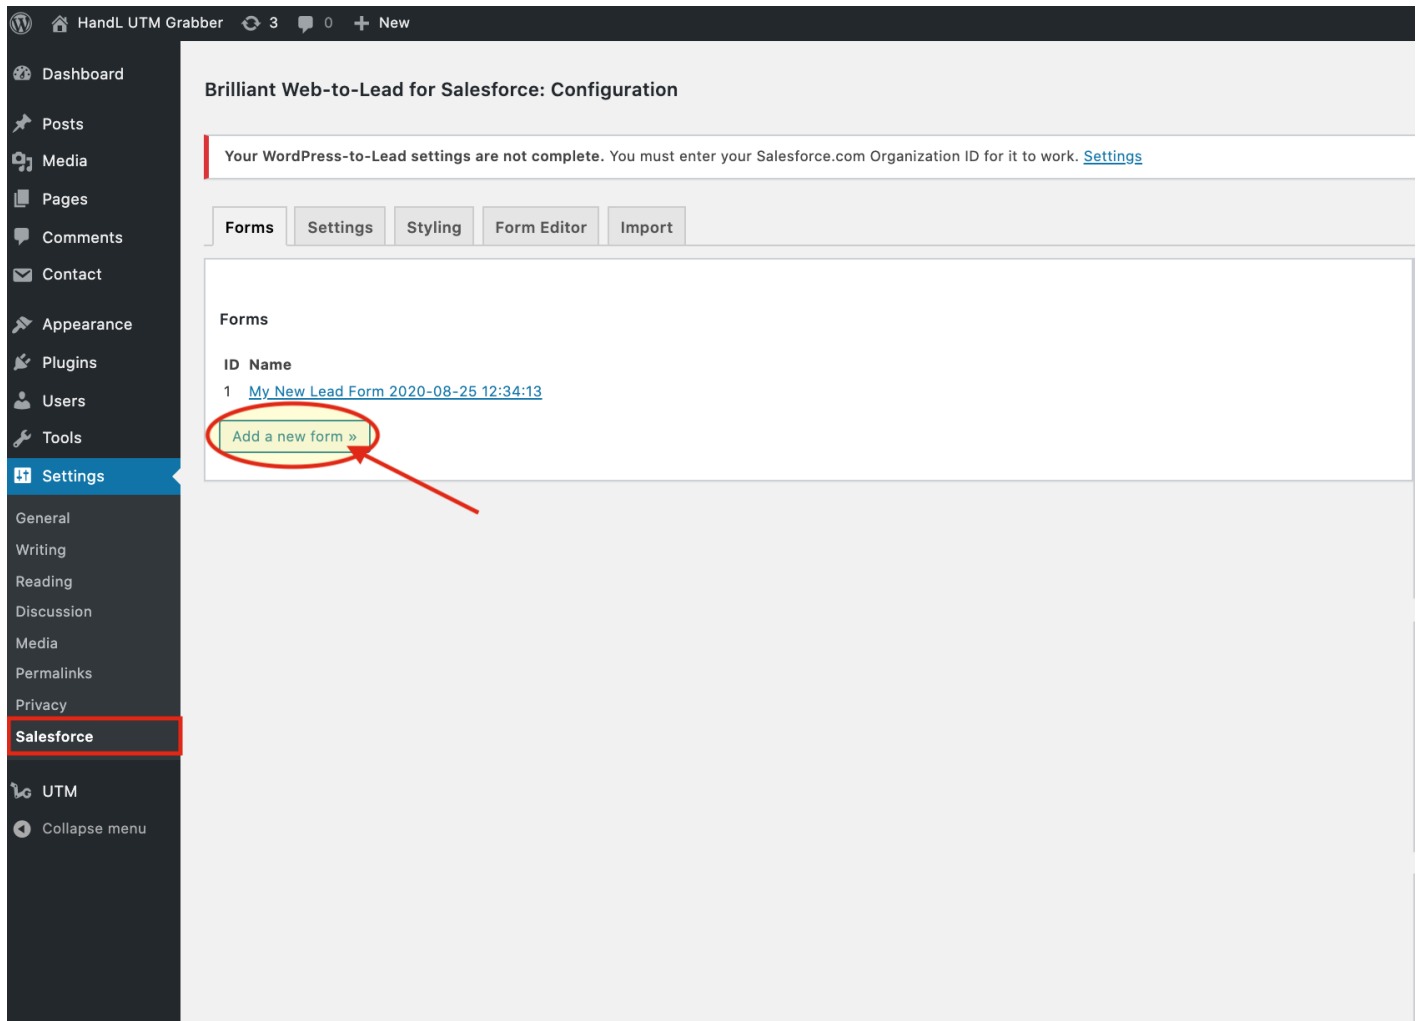 HandL UTM Grabber 3 0 New
Dashboard
Posts
Media
Pages
Comments
Contact
Appearance
Plugins
Users
Tools
Settings
General
Writing
Reading
Discussion
Media
Permalinks
Privacy
Salesforce
UTM
Collapse menu
Brilliant Web-to-Lead for Salesforce: Configuration
Your WordPress-to-Lead settings are not complete. You must enter your Salesforce.com Organization ID for it to work. Settings
Forms Settings Styling Form Editor Import
Forms
ID Name
1 My New Lead Form 2020-08-25 12:34:13
Add a new form »